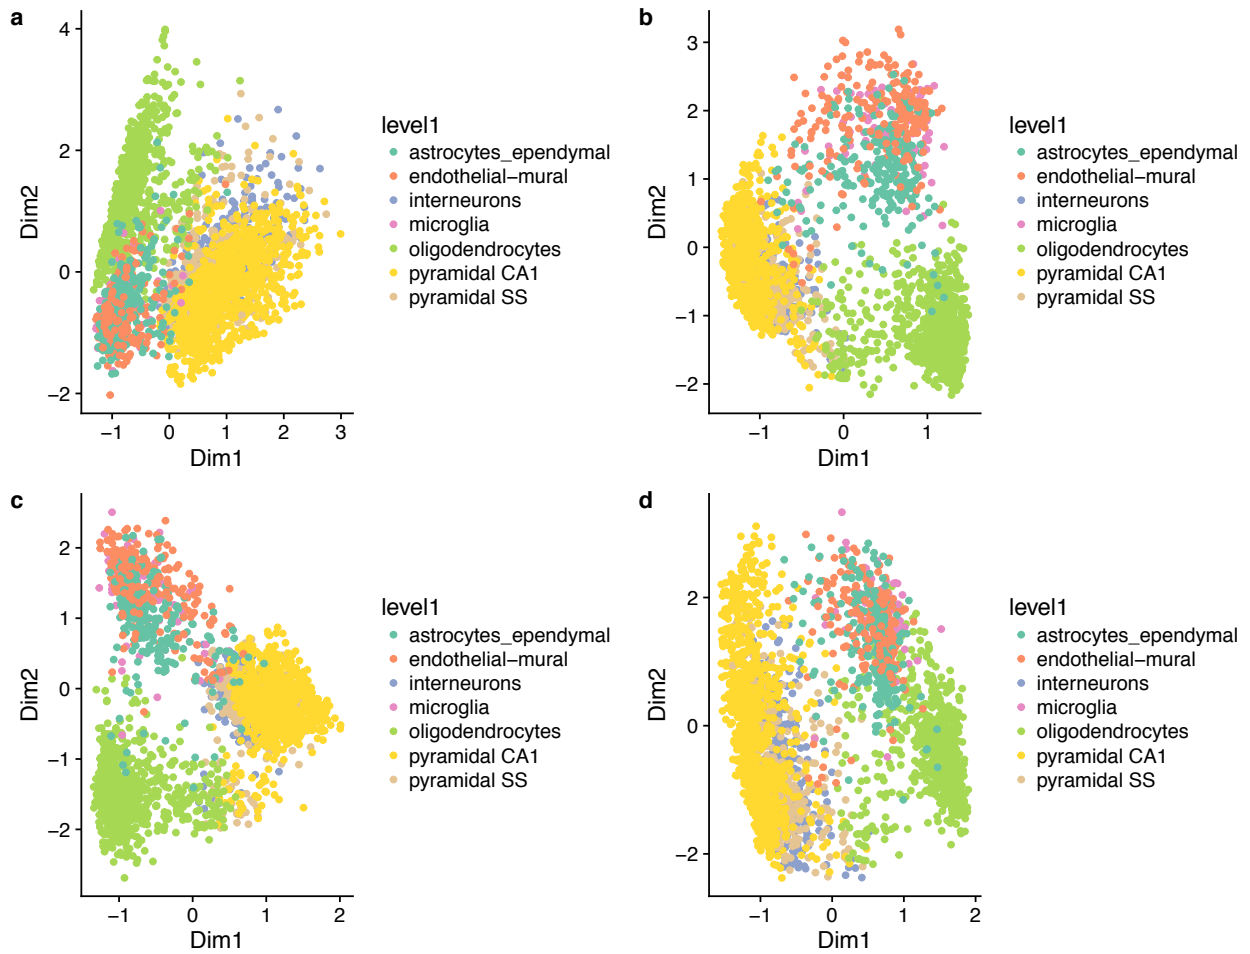 a
4
2
0
−2
−1 0 1 2 3
Dim1
Dim2
level1
astrocytes_ependymal
endothelial−mural
interneurons
microglia
oligodendrocytes
pyramidal CA1
pyramidal SS
b
3
2
1
0
−1
−2
−1 0 1
Dim1
Dim2
level1
astrocytes_ependymal
endothelial−mural
interneurons
microglia
oligodendrocytes
pyramidal CA1
pyramidal SS
c
2
1
0
−1
−2
−1 0 1 2
Dim1
Dim2
level1
astrocytes_ependymal
endothelial−mural
interneurons
microglia
oligodendrocytes
pyramidal CA1
pyramidal SS
d
2
0
−2
−1 0 1 2
Dim1
Dim2
level1
astrocytes_ependymal
endothelial−mural
interneurons
microglia
oligodendrocytes
pyramidal CA1
pyramidal SS